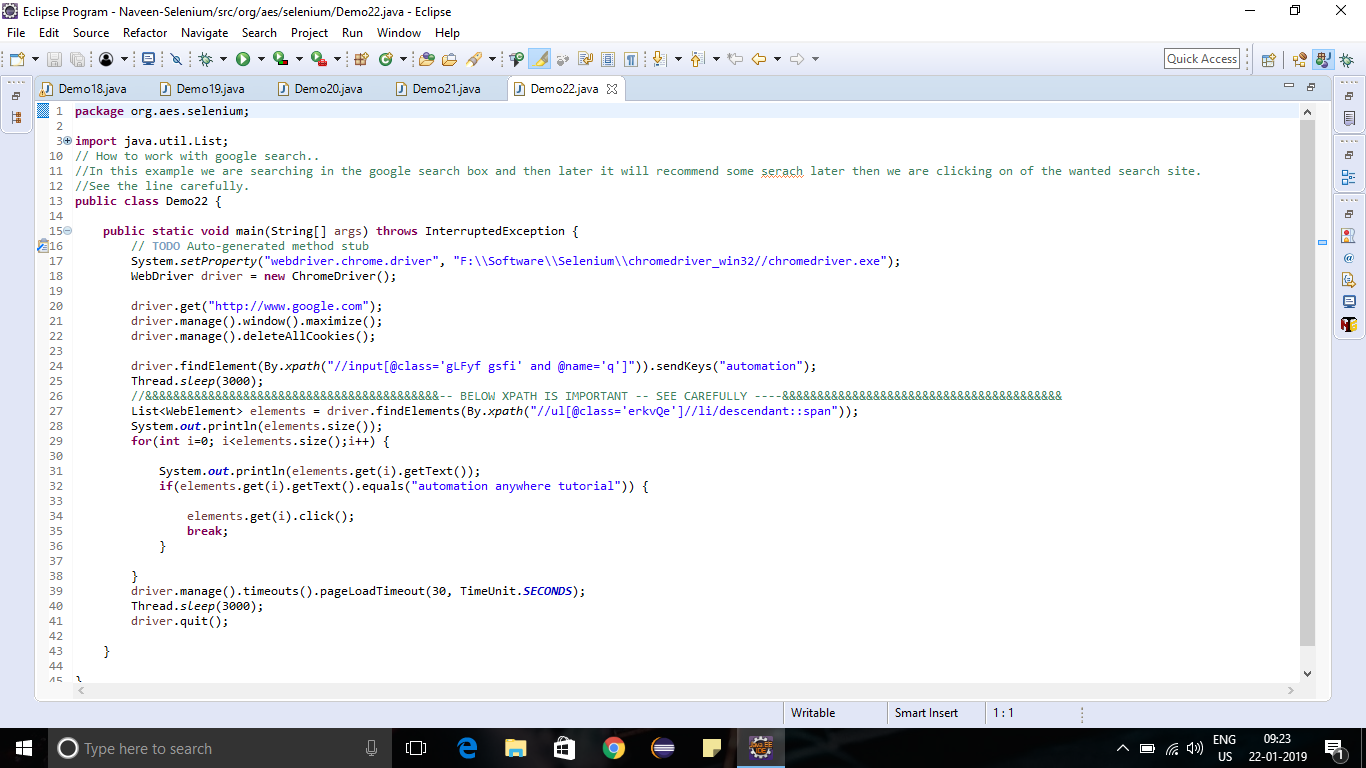 Eclipse Program - Naveen-Selenium/src/org/aes/selenium/Demo22.java - Eclipse
File Edit Source Refactor Navigate Search Project Run Window Help
Quick Access
Demo18.java Demo19.java Demo20.java Demo21.java Demo22.java
1 package org.aes.selenium;
2
3 import java.util.List;
10 // How to work with google search..
11 //In this example we are searching in the google search box and then later it will recommend some serach later then we are clicking on of the wanted search site.
12 //See the line carefully.
13 public class Demo22 {
14
15 public static void main(String[] args) throws InterruptedException {
16 // TODO Auto-generated method stub
17 System.setProperty("webdriver.chrome.driver", "F:\\Software\\Selenium\\chromedriver_win32//chromedriver.exe");
18 WebDriver driver = new ChromeDriver();
19
20 driver.get("http://www.google.com");
21 driver.manage().window().maximize();
22 driver.manage().deleteAllCookies();
23
24 driver.findElement(By.xpath("//input[@class='gLFyf gsfi' and @name='q']")).sendKeys("automation");
25 Thread.sleep(3000);
26 //&&&&&&&&&&&&&&&&&&&&&&&&&&&&&&&&&&&&&&&&&&-- BELOW XPATH IS IMPORTANT -- SEE CAREFULLY ----&&&&&&&&&&&&&&&&&&&&&&&&&&&&&&&&&&&&&&&&
27 List<WebElement> elements = driver.findElements(By.xpath("//ul[@class='erkvQe']//li/descendant::span"));
28 System.out.println(elements.size());
29 for(int i=0; i<elements.size();i++) {
30
31 System.out.println(elements.get(i).getText());
32 if(elements.get(i).getText().equals("automation anywhere tutorial")) {
33
34 elements.get(i).click();
35 break;
36 }
37
38 }
39 driver.manage().timeouts().pageLoadTimeout(30, TimeUnit.SECONDS);
40 Thread.sleep(3000);
41 driver.quit();
42
43 }
44
45 }
Writable Smart Insert 1 : 1
Type here to search
ENG 09:23
US 22-01-2019
1